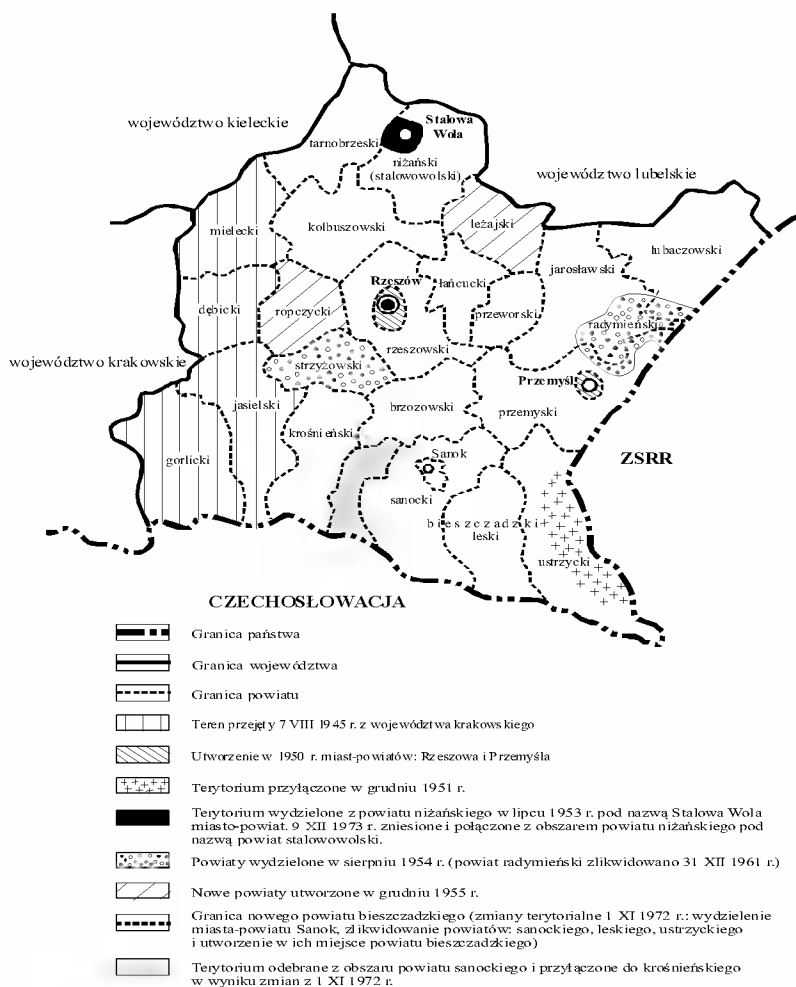 województwo kieleckie
Stalowa
Wola
tarnobrzeski
niżański
(stalowowolski)
województwo lubelskie
mielecki
kolbuszowski
leżajski
lubaczowski
jarosławski
Rzeszów
łańcucki
dębicki
ropczycki
przeworski
radymieński
rzeszowski
województwo krakowskie
strzyżowski
Przemyśl
jasielski
brzozowski
przemyski
krośnieński
gorlicki
Sanok
ZSRR
sanocki
bieszczadzki
leski
ustrzycki
CZECHOSŁOWACJA
Granica państwa
Granica województwa
Granica powiatu
Teren przejęty 7 VIII 1945 r. z województwa krakowskiego
Utworzenie w 1950 r. miast-powiatów: Rzeszowa i Przemyśla
Terytorium przyłączone w grudniu 1951 r.
Terytorium wydzielone z powiatu niżańskiego w lipcu 1953 r. pod nazwą Stalowa Wola
miasto-powiat. 9 XII 1973 r. zniesione i połączone z obszarem powiatu niżańskiego pod
nazwą powiat stalowowolski.
Powiaty wydzielone w sierpniu 1954 r. (powiat radymieński zlikwidowano 31 XII 1961 r.)
Nowe powiaty utworzone w grudniu 1955 r.
Granica nowego powiatu bieszczadzkiego (zmiany terytorialne 1 XI 1972 r.: wydzielenie
miasta-powiatu Sanok, zlikwidowanie powiatów: sanockiego, leskiego, ustrzyckiego
i utworzenie w ich miejsce powiatu bieszczadzkiego)
Terytorium odebrane z obszaru powiatu sanockiego i przyłączone do krośnieńskiego
w wyniku zmian z 1 XI 1972 r.